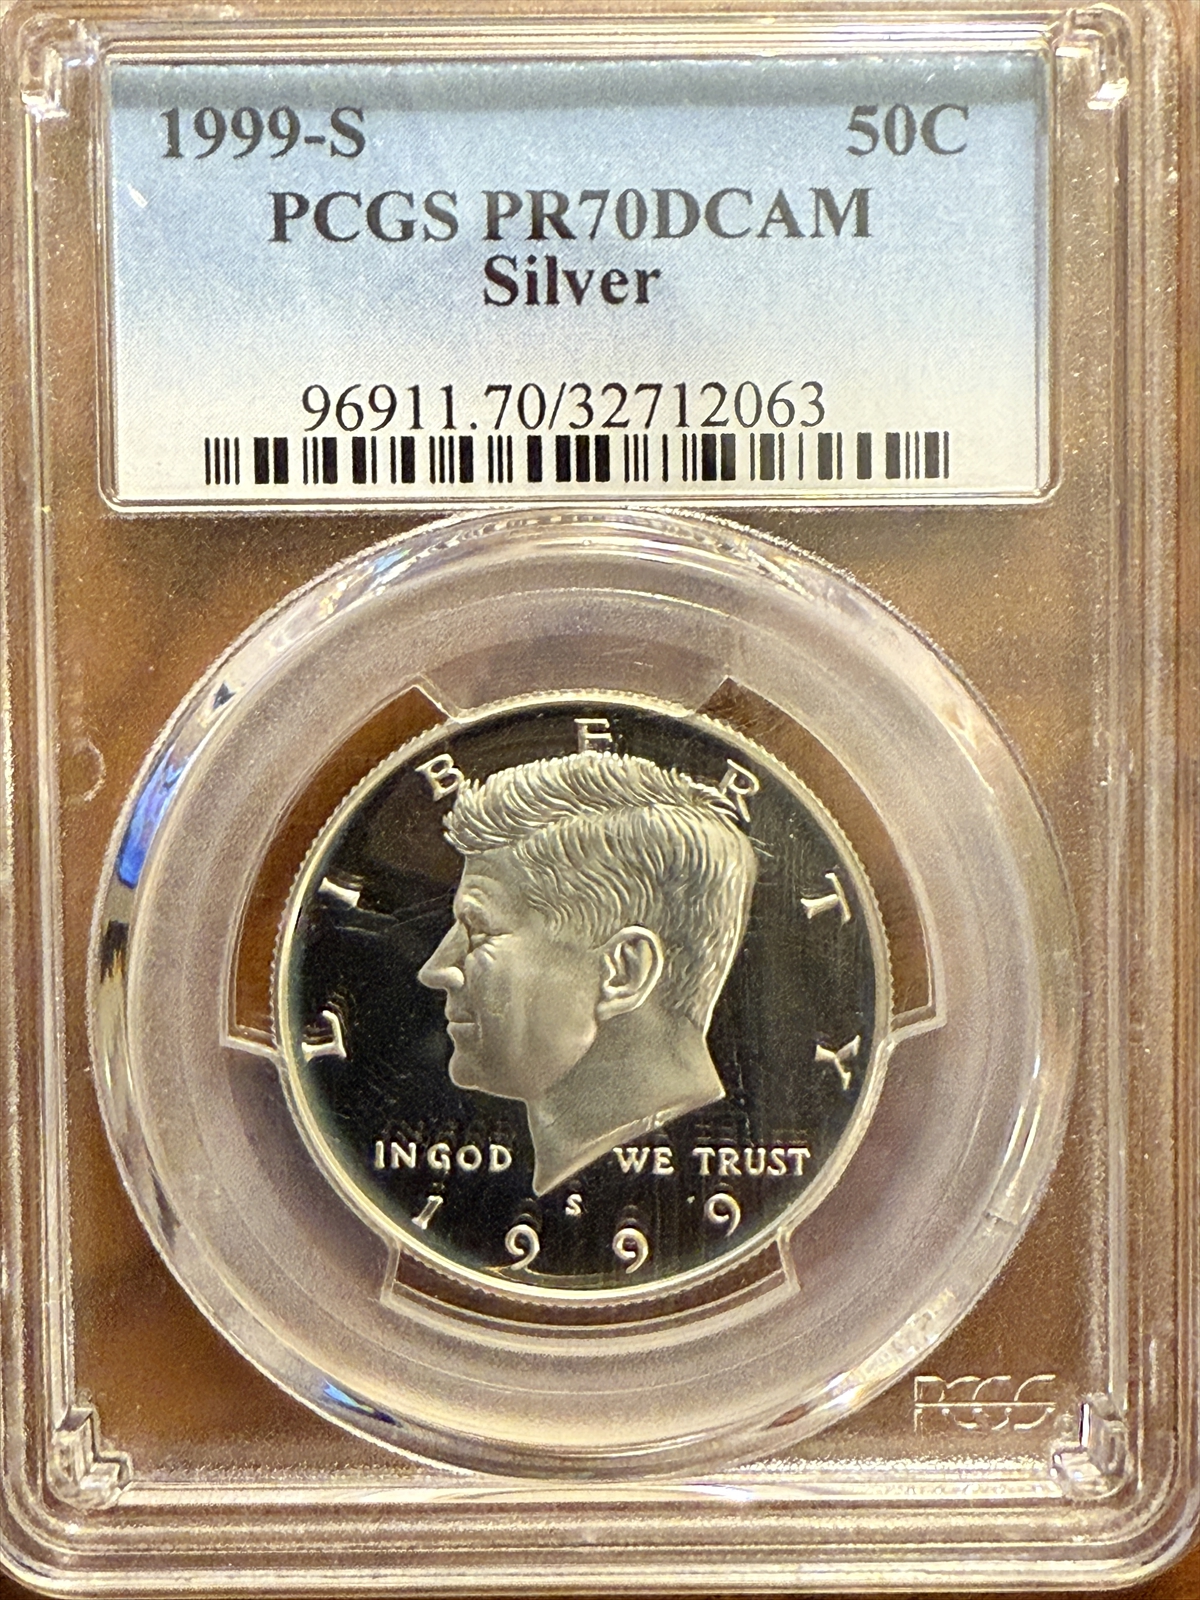 1999-S 50C
PCGS PR70DCAM
Silver
96911.70/32712063
LIBERTY
IN GOD WE TRUST
S
1999
PCGS